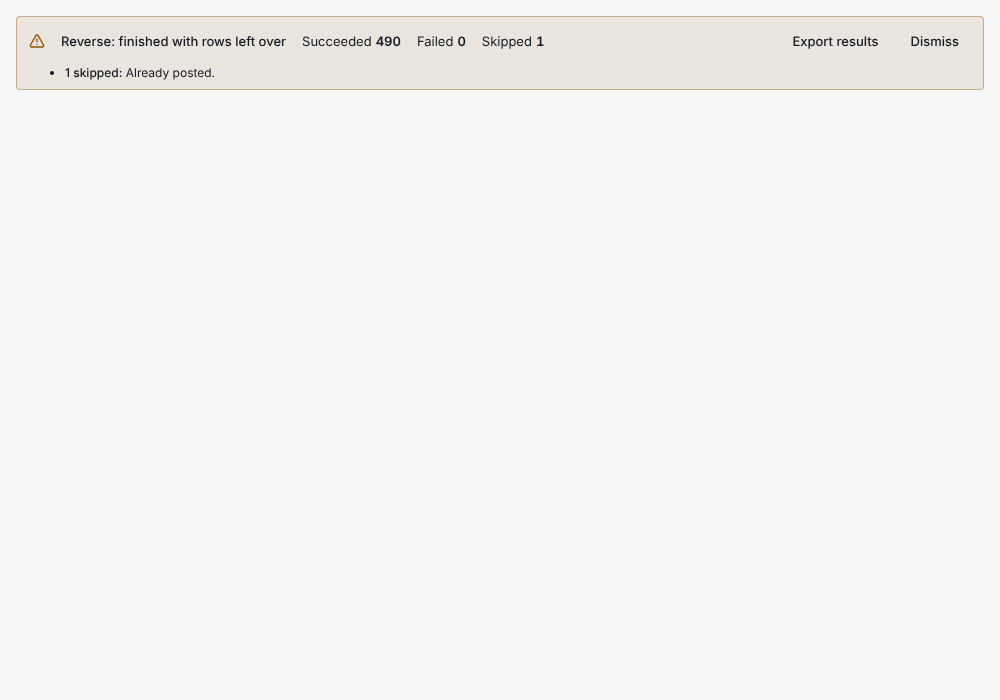 Reverse: finished with rows left over Succeeded 490 Failed 0 Skipped 1 Export results Dismiss
• 1 skipped: Already posted.